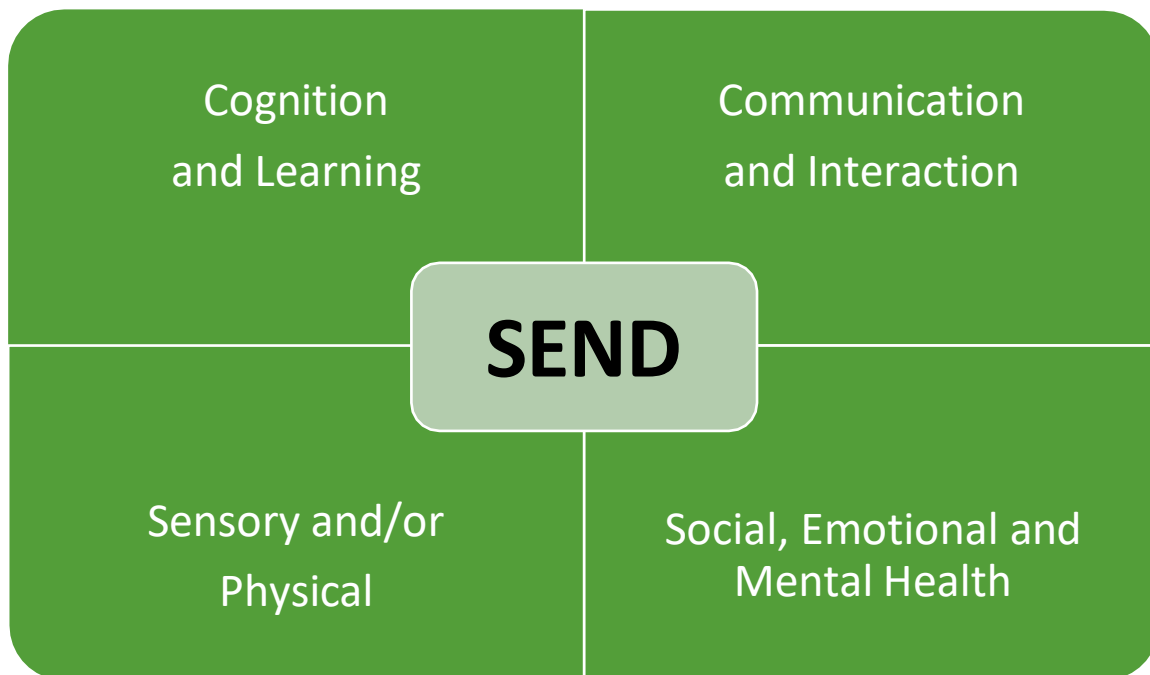 Cognition
and Learning
Communication
and Interaction
SEND
Sensory and/or
Physical
Social, Emotional and
Mental Health